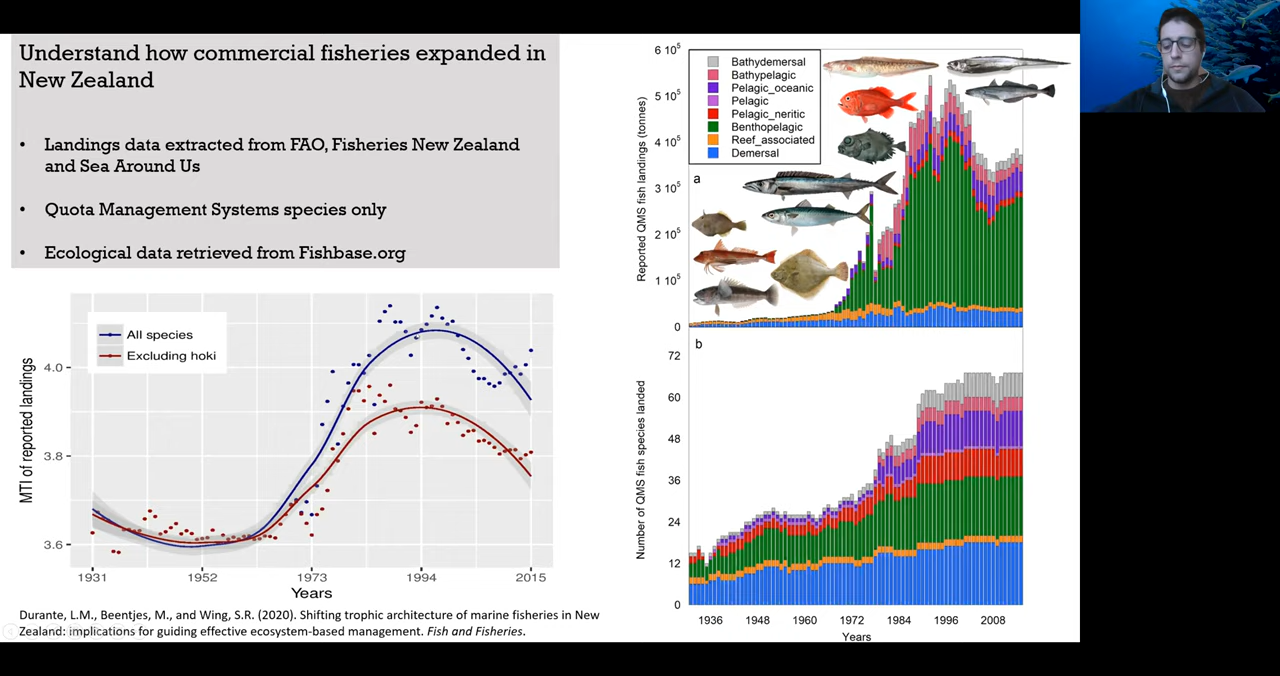 Understand how commercial fisheries expanded in
New Zealand
• Landings data extracted from FAO, Fisheries New Zealand
and Sea Around Us
• Quota Management Systems species only
• Ecological data retrieved from Fishbase.org
All species
Excluding hoki
MTI of reported landings
4.0
3.8
3.6
1931 1952 1973 1994 2015
Years
Durante, L.M., Beentjes, M., and Wing, S.R. (2020). Shifting trophic architecture of marine fisheries in New
Zealand: implications for guiding effective ecosystem-based management. Fish and Fisheries.
Reported QMS fish landings (tonnes)
6 10⁵
5 10⁵
4 10⁵
3 10⁵
2 10⁵
1 10⁵
0
Bathydemersal
Bathypelagic
Pelagic_oceanic
Pelagic
Pelagic_neritic
Benthopelagic
Reef_associated
Demersal
a
b
Number of QMS fish species landed
72
60
48
36
24
12
0
1936 1948 1960 1972 1984 1996 2008
Years